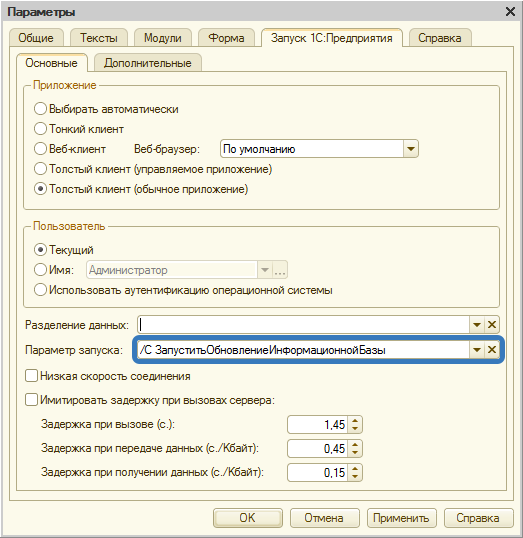 Параметры
Общие Тексты Модули Форма Запуск 1С:Предприятия Справка
Основные Дополнительные
Приложение
Выбирать автоматически
Тонкий клиент
Веб-клиент Веб-браузер: По умолчанию
Толстый клиент (управляемое приложение)
Толстый клиент (обычное приложение)
Пользователь
Текущий
Имя: Администратор ...
Использовать аутентификацию операционной системы
Разделение данных:
Параметр запуска: /С ЗапуститьОбновлениеИнформационнойБазы
Низкая скорость соединения
Имитировать задержку при вызовах сервера:
Задержка при вызове (с.): 1,45
Задержка при передаче данных (с./Кбайт): 0,45
Задержка при получении данных (с./Кбайт): 0,15
OK Отмена Применить Справка